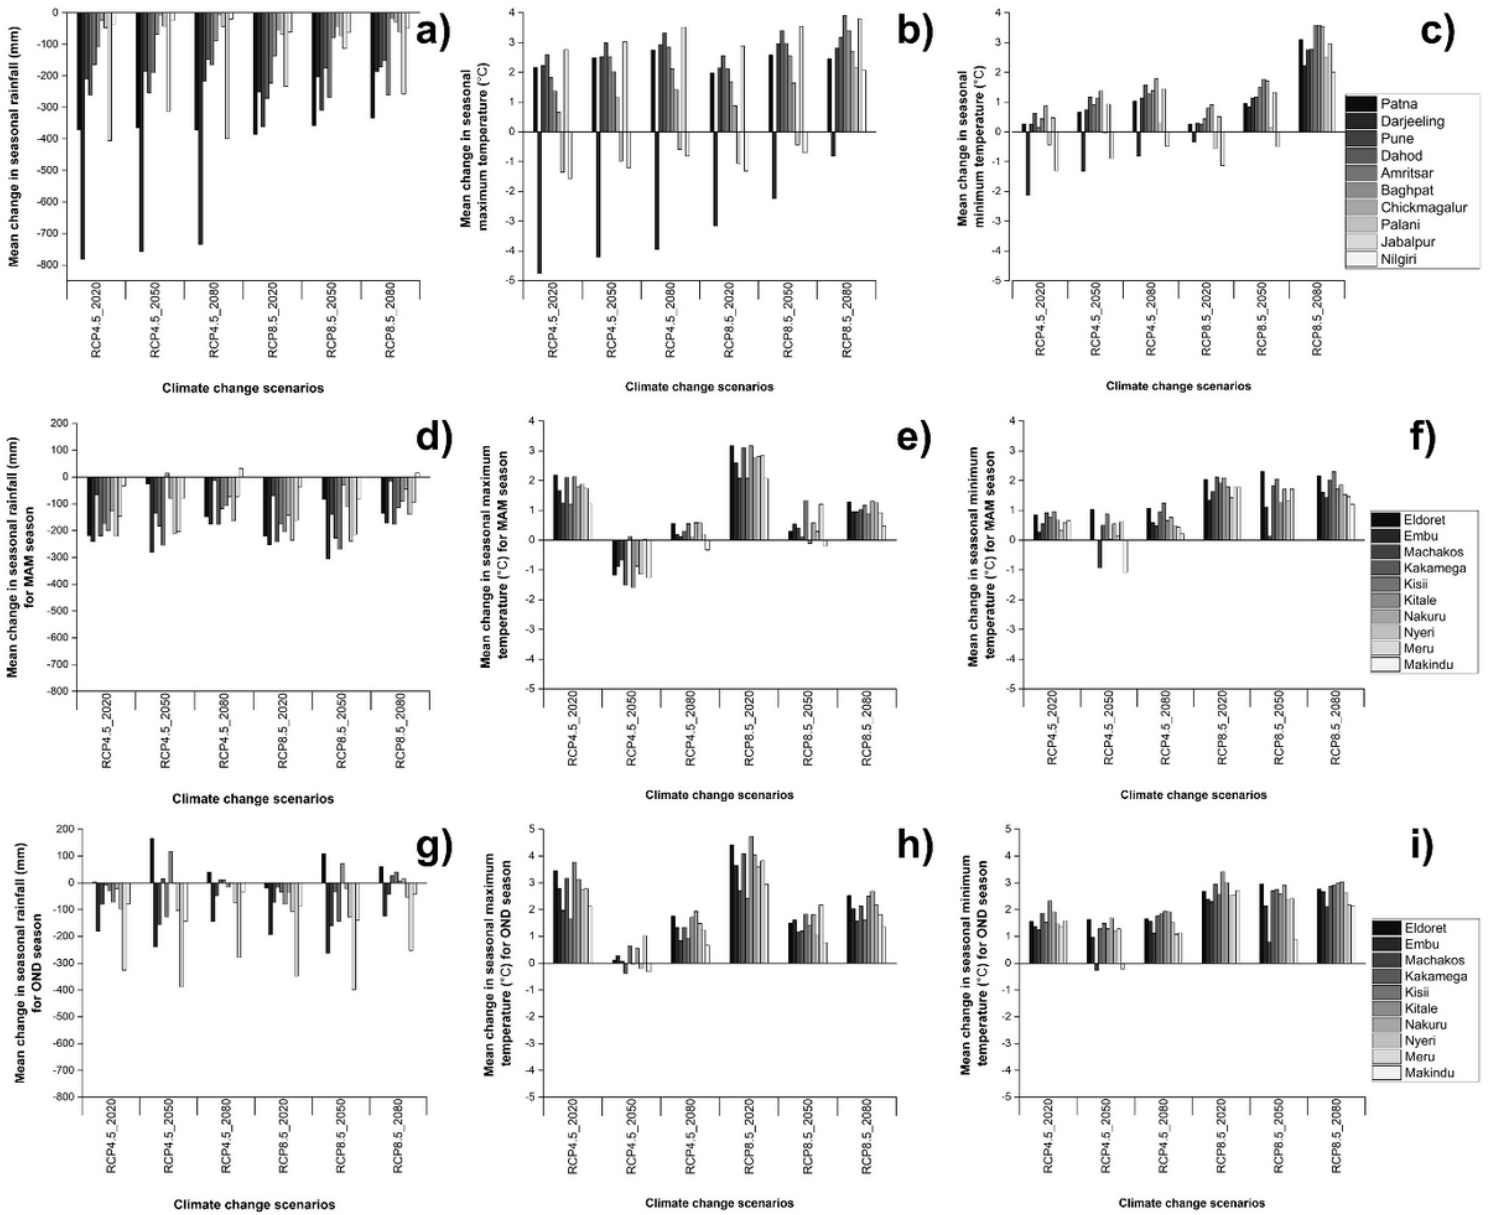 a)
Mean change in seasonal rainfall (mm)
0
-100
-200
-300
-400
-500
-600
-700
-800
RCP4.5_2020
RCP4.5_2050
RCP4.5_2080
RCP8.5_2020
RCP8.5_2050
RCP8.5_2080
Climate change scenarios
b)
Mean change in seasonal
maximum temperature (°C)
4
3
2
1
0
-1
-2
-3
-4
-5
RCP4.5_2020
RCP4.5_2050
RCP4.5_2080
RCP8.5_2020
RCP8.5_2050
RCP8.5_2080
Climate change scenarios
c)
Mean change in seasonal
minimum temperature (°C)
4
3
2
1
0
-1
-2
-3
-4
-5
RCP4.5_2020
RCP4.5_2050
RCP4.5_2080
RCP8.5_2020
RCP8.5_2050
RCP8.5_2080
Climate change scenarios
Patna
Darjeeling
Pune
Dahod
Amritsar
Baghpat
Chickmagalur
Palani
Jabalpur
Nilgiri
d)
Mean change in seasonal rainfall (mm)
for MAM season
200
100
0
-100
-200
-300
-400
-500
-600
-700
-800
RCP4.5_2020
RCP4.5_2050
RCP4.5_2080
RCP8.5_2020
RCP8.5_2050
RCP8.5_2080
Climate change scenarios
e)
Mean change in seasonal maximum
temperature (°C) for MAM season
4
3
2
1
0
-1
-2
-3
-4
-5
RCP4.5_2020
RCP4.5_2050
RCP4.5_2080
RCP8.5_2020
RCP8.5_2050
RCP8.5_2080
Climate change scenarios
f)
Mean change in seasonal minimum
temperature (°C) for MAM season
4
3
2
1
0
-1
-2
-3
-4
-5
RCP4.5_2020
RCP4.5_2050
RCP4.5_2080
RCP8.5_2020
RCP8.5_2050
RCP8.5_2080
Climate change scenarios
Eldoret
Embu
Machakos
Kakamega
Kisii
Kitale
Nakuru
Nyeri
Meru
Makindu
g)
Mean change in seasonal rainfall (mm)
for OND season
200
100
0
-100
-200
-300
-400
-500
-600
-700
-800
RCP4.5_2020
RCP4.5_2050
RCP4.5_2080
RCP8.5_2020
RCP8.5_2050
RCP8.5_2080
Climate change scenarios
h)
Mean change in seasonal maximum
temperature (°C) for OND season
5
4
3
2
1
0
-1
-2
-3
-4
-5
RCP4.5_2020
RCP4.5_2050
RCP4.5_2080
RCP8.5_2020
RCP8.5_2050
RCP8.5_2080
Climate change scenarios
i)
Mean change in seasonal minimum
temperature (°C) for OND season
5
4
3
2
1
0
-1
-2
-3
-4
-5
RCP4.5_2020
RCP4.5_2050
RCP4.5_2080
RCP8.5_2020
RCP8.5_2050
RCP8.5_2080
Climate change scenarios
Eldoret
Embu
Machakos
Kakamega
Kisii
Kitale
Nakuru
Nyeri
Meru
Makindu